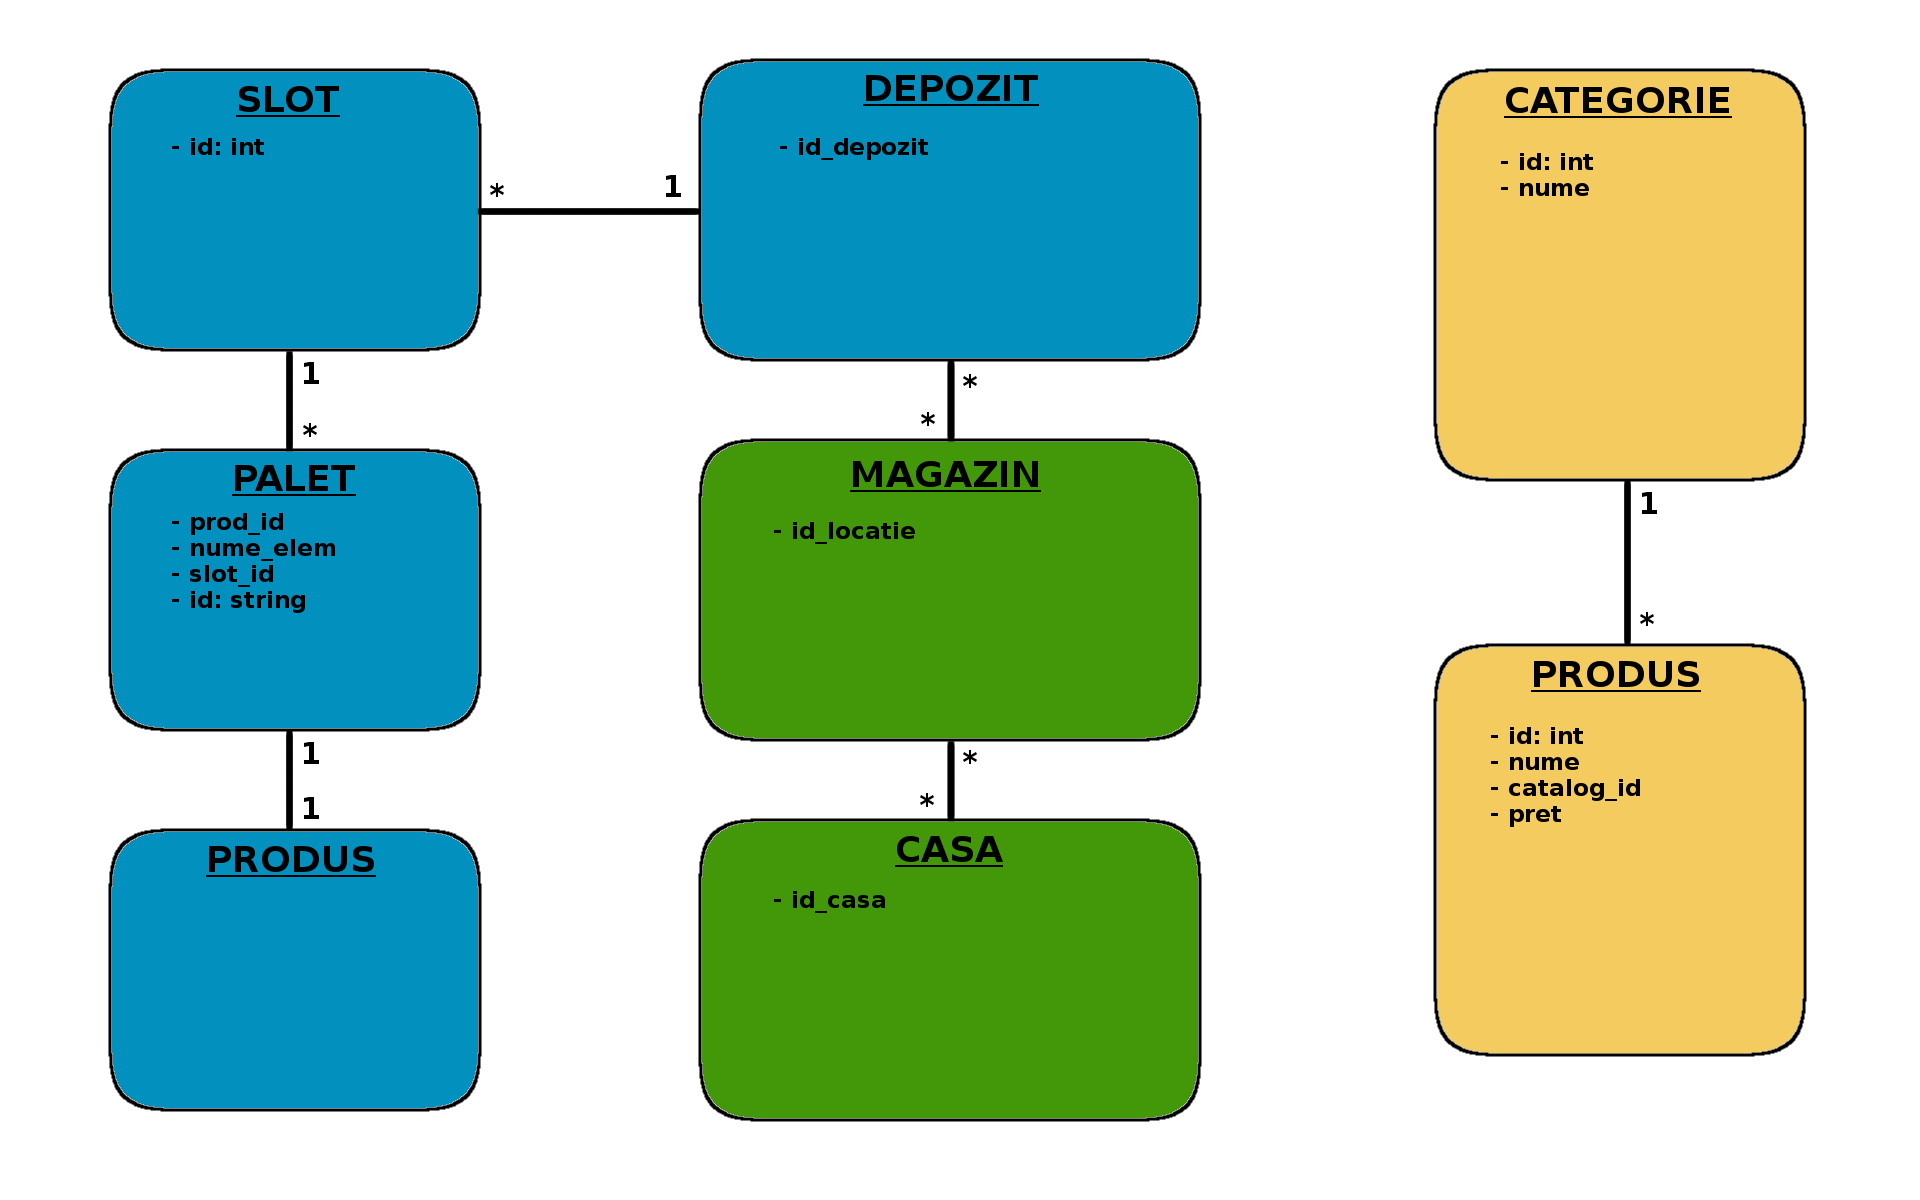 SLOT
- id: int
*
1
DEPOZIT
- id_depozit
CATEGORIE
- id: int
- nume
1
*
*
*
1
*
PALET
- prod_id
- nume_elem
- slot_id
- id: string
MAGAZIN
- id_locatie
1
1
*
*
PRODUS
CASA
- id_casa
PRODUS
- id: int
- nume
- catalog_id
- pret